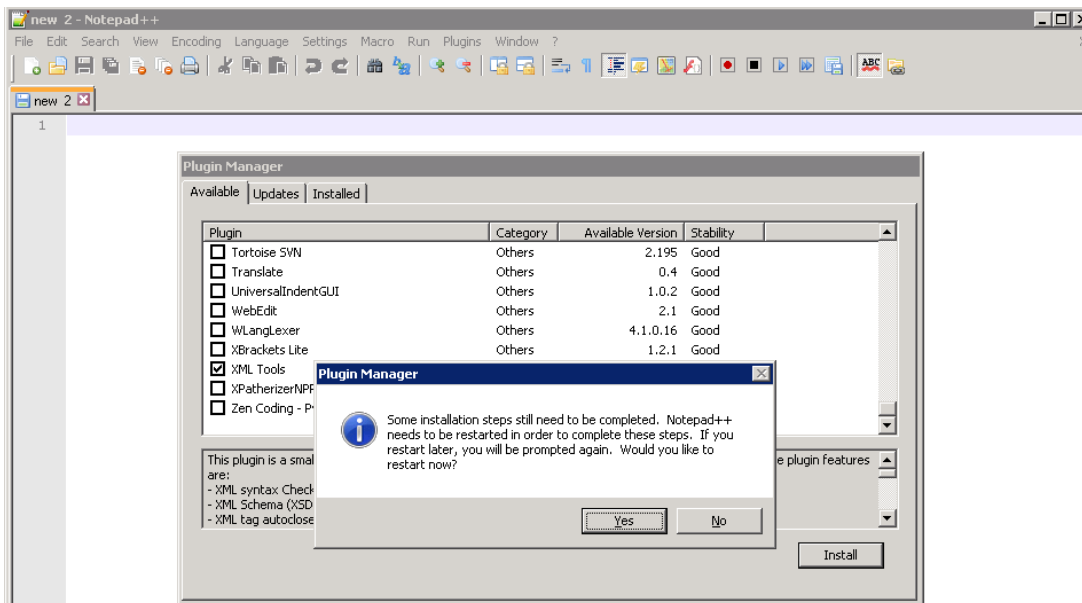 new 2 - Notepad++
File Edit Search View Encoding Language Settings Macro Run Plugins Window ?
ABC
new 2
1
Plugin Manager
Available Updates Installed
Plugin Category Available Version Stability
Tortoise SVN Others 2.195 Good
Translate Others 0.4 Good
UniversalIndentGUI Others 1.0.2 Good
WebEdit Others 2.1 Good
WLangLexer Others 4.1.0.16 Good
XBrackets Lite Others 1.2.1 Good
XML Tools
XPatherizerNPP
Zen Coding - P
Plugin Manager
Some installation steps still need to be completed. Notepad++
needs to be restarted in order to complete these steps. If you
restart later, you will be prompted again. Would you like to
restart now?
Yes No
This plugin is a smal e plugin features
are:
- XML syntax Check
- XML Schema (XSD
- XML tag autoclose
Install